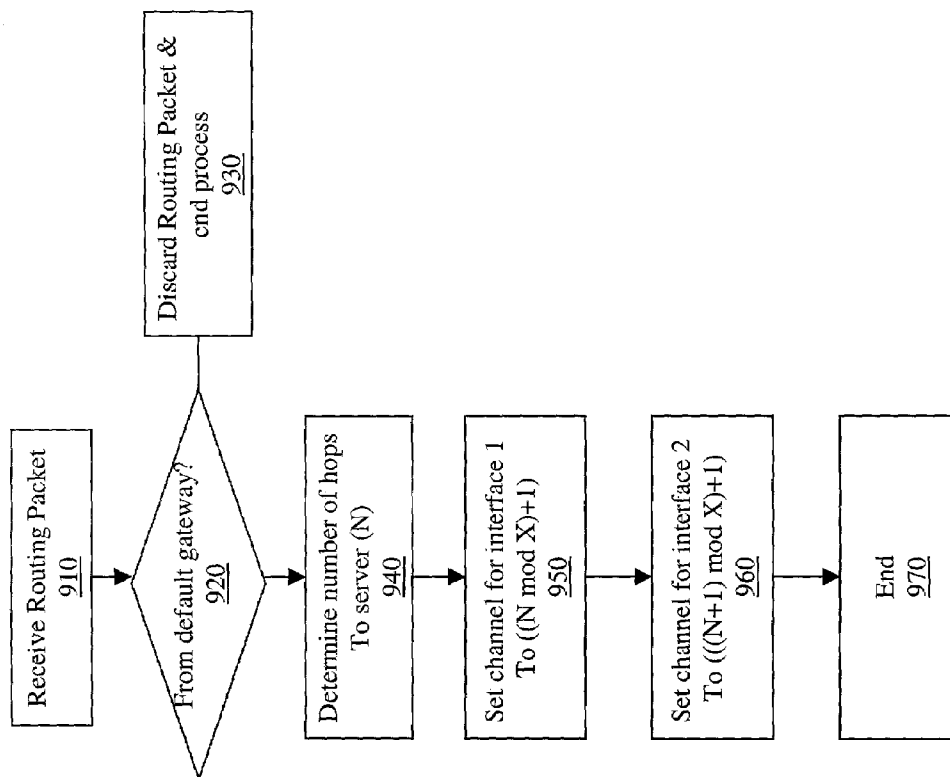 Receive Routing Packet
910
From default gateway?
920
Discard Routing Packet &
end process
930
Determine number of hops
To server (N)
940
Set channel for interface 1
To ((N mod X)+1)
950
Set channel for interface 2
To (((N+1) mod X)+1)
960
End
970